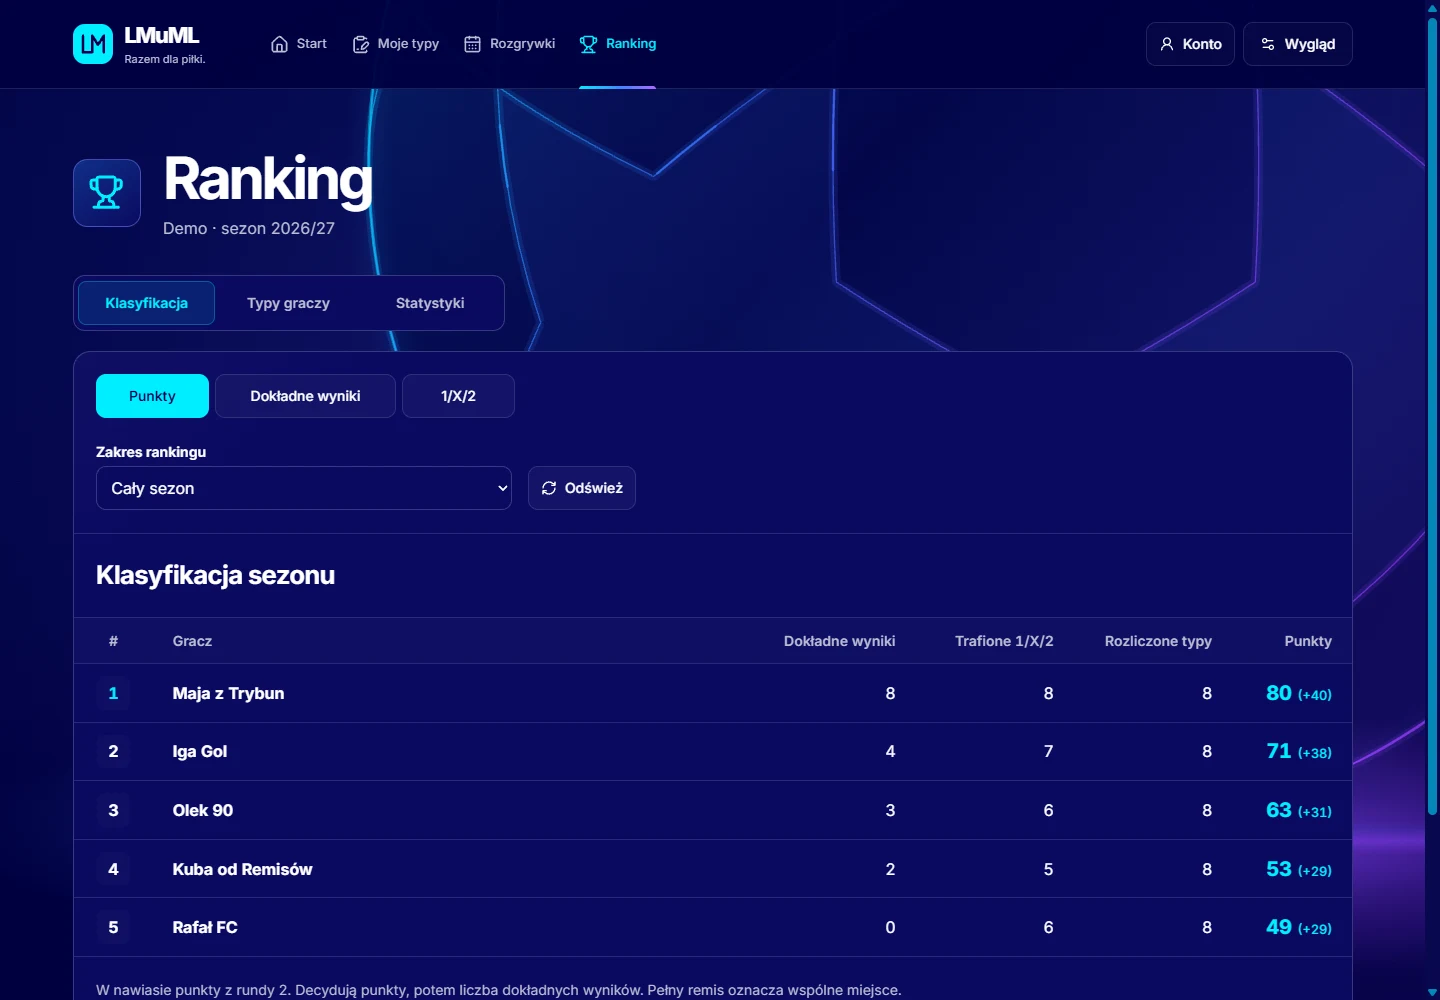 LM
LMuML
Razem dla piłki.
Start
Moje typy
Rozgrywki
Ranking
Konto
Wygląd
Ranking
Demo · sezon 2026/27
Klasyfikacja
Typy graczy
Statystyki
Punkty
Dokładne wyniki
1/X/2
Zakres rankingu
Cały sezon
Odśwież
Klasyfikacja sezonu
# Gracz Dokładne wyniki Trafione 1/X/2 Rozliczone typy Punkty
1 Maja z Trybun 8 8 8 80 (+40)
2 Iga Gol 4 7 8 71 (+38)
3 Olek 90 3 6 8 63 (+31)
4 Kuba od Remisów 2 5 8 53 (+29)
5 Rafał FC 0 6 8 49 (+29)
W nawiasie punkty z rundy 2. Decydują punkty, potem liczba dokładnych wyników. Pełny remis oznacza wspólne miejsce.